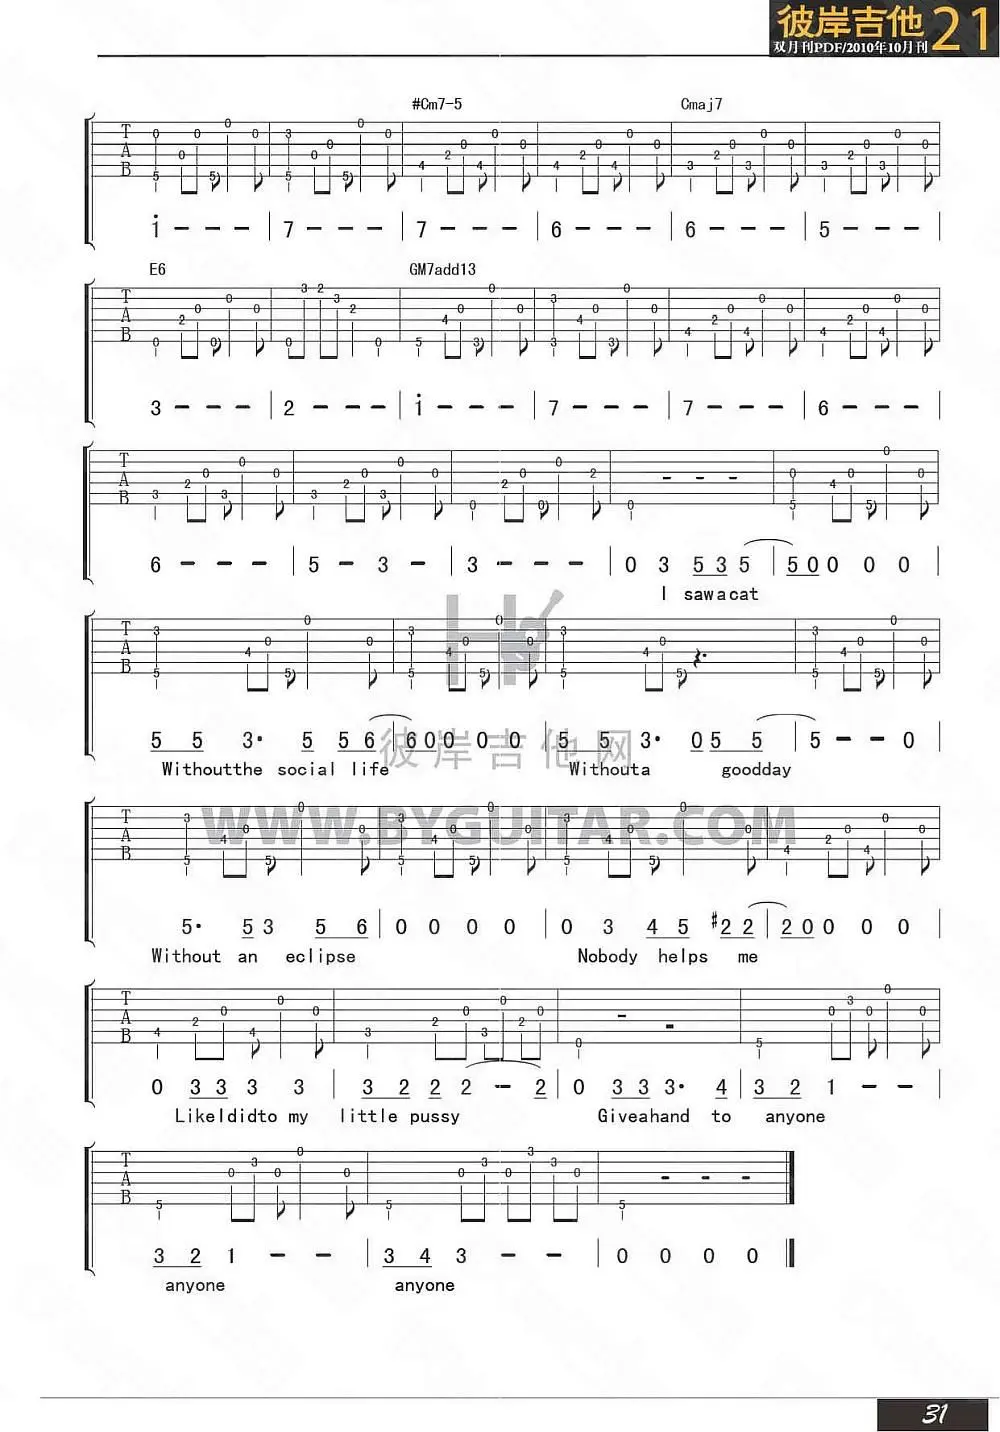 彼岸吉他 21
双月刊PDF/2010年10月刊
#Cm7-5 Cmaj7
1 - - - | 7 - - - | 7 - - - | 6 - - - | 6 - - - | 5 - - - |
E6 GM7add13
3 - - - | 2 - - - | 1 - - - | 7 - - - | 7 - - - | 6 - - - |
6 - - - | 5 - 3 - | 3 - - - | 0 3 5 3 5 | 5 0 0 0 0 |
I sawacat
5 5 3· 5 5 6 | 6 0 0 0 0 | 5 5 3· 0 5 5 | 5 - - 0
Withoutthe social life Withouta goodday
彼岸吉他网
WWW.BYGUITAR.COM
5· 5 3 5 6 | 0 0 0 0 | 0 3 4 5 #2 2 | 2 0 0 0 0 |
Without an eclipse Nobody helps me
0 3 3 3 3 | 3 2 2 2 - 2 | 0 3 3 3· 4 | 3 2 1 - - |
LikeIdidto my little pussy Giveahand to anyone
3 2 1 - - | 3 4 3 - - | 0 0 0 0
anyone anyone
31